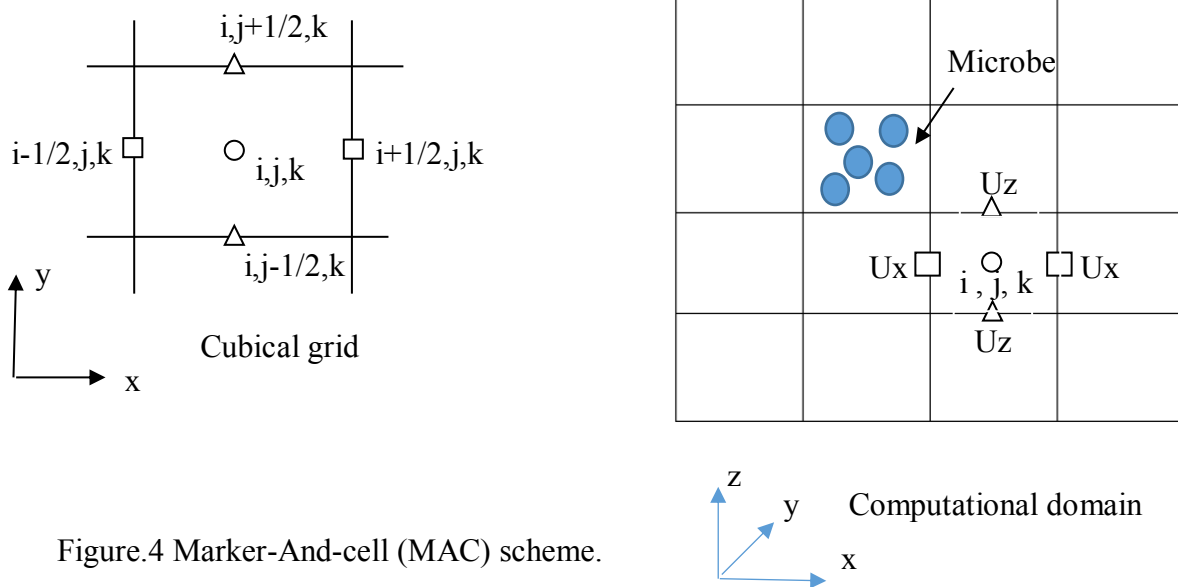 i,j+1/2,k
i-1/2,j,k
i,j,k
i+1/2,j,k
i,j-1/2,k
y
x
Cubical grid
Microbe
Uz
Ux
Ux
i , j, k
Uz
z
y
x
Computational domain
Figure.4 Marker-And-cell (MAC) scheme.